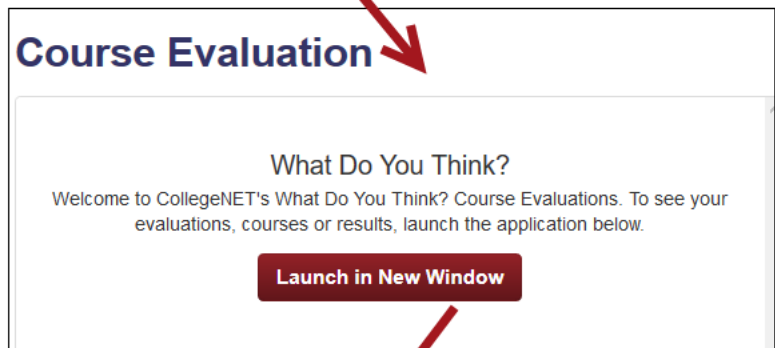 Course Evaluation
What Do You Think?
Welcome to CollegeNET's What Do You Think? Course Evaluations. To see your
evaluations, courses or results, launch the application below.
Launch in New Window